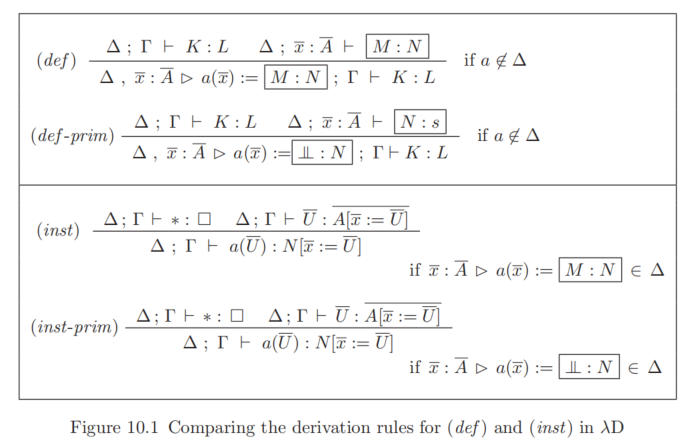 (def) Δ ; Γ ⊢ K : L    Δ ; x̅ : A̅ ⊢ M : N    if a ∉ Δ
Δ , x̅ : A̅ ▷ a(x̅) := M : N ; Γ ⊢ K : L
(def-prim) Δ ; Γ ⊢ K : L    Δ ; x̅ : A̅ ⊢ N : s    if a ∉ Δ
Δ , x̅ : A̅ ▷ a(x̅) := ⫫ : N ; Γ ⊢ K : L
(inst) Δ ; Γ ⊢ ∗ : □    Δ ; Γ ⊢ U̅ : A[x̅ := U̅]
Δ ; Γ ⊢ a(U̅) : N[x̅ := U̅]
if x̅ : A̅ ▷ a(x̅) := M : N ∈ Δ
(inst-prim) Δ ; Γ ⊢ ∗ : □    Δ ; Γ ⊢ U̅ : A[x̅ := U̅]
Δ ; Γ ⊢ a(U̅) : N[x̅ := U̅]
if x̅ : A̅ ▷ a(x̅) := ⫫ : N ∈ Δ
Figure 10.1 Comparing the derivation rules for (def) and (inst) in λD